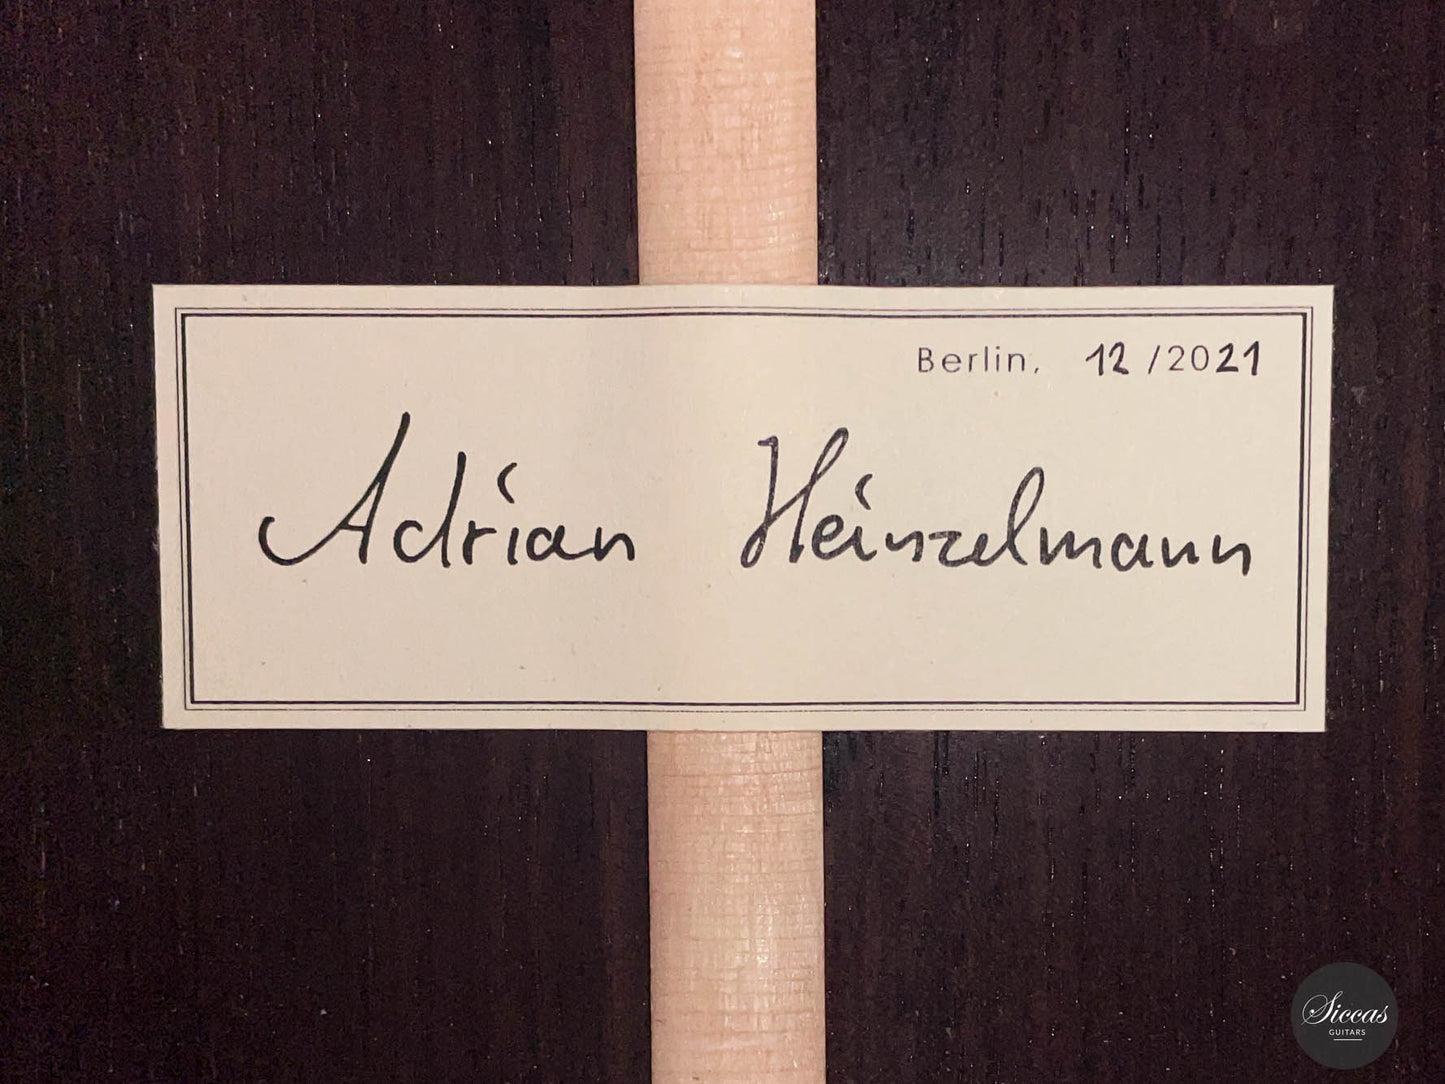 Berlin, 12/2021
Adrian Heinzelmann
Siccas
GUITARS